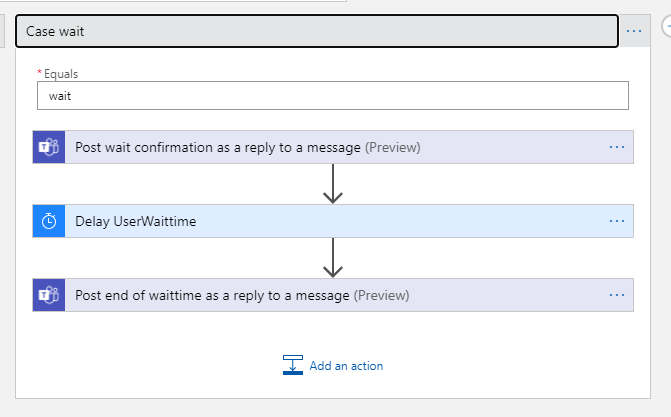 Case wait
* Equals
wait
Post wait confirmation as a reply to a message (Preview)
Delay UserWaittime
Post end of waittime as a reply to a message (Preview)
Add an action